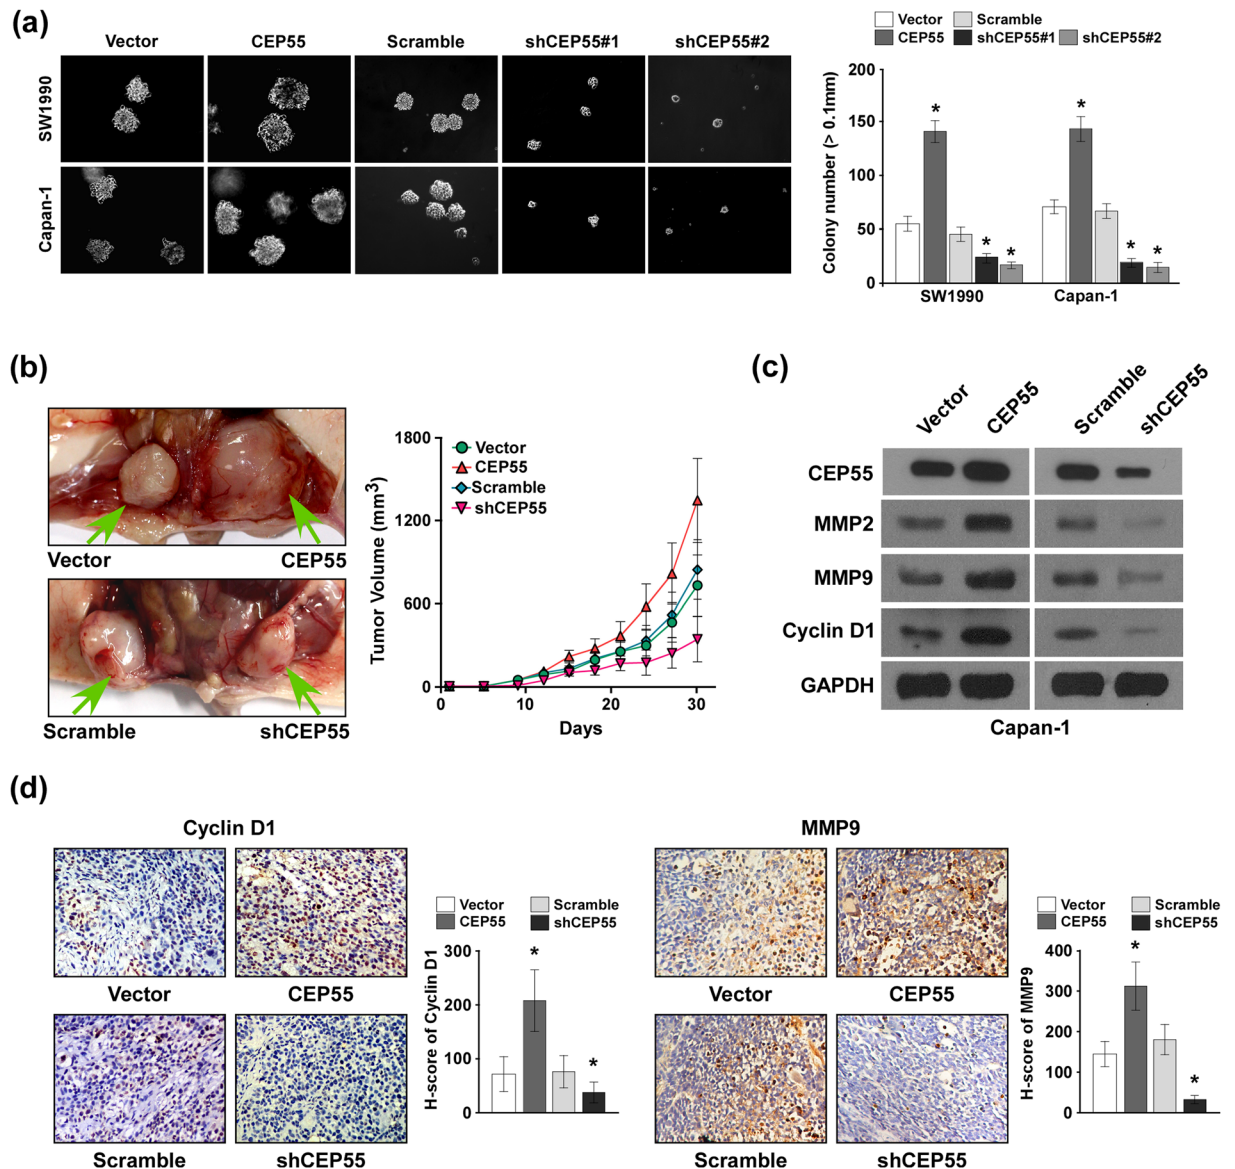 (a)
Vector CEP55 Scramble shCEP55#1 shCEP55#2
SW1990
Capan-1
Vector Scramble
CEP55 shCEP55#1 shCEP55#2
Colony number (> 0.1mm)
200
150
100
50
0
* * * * * *
SW1990 Capan-1
(b)
Vector CEP55
Scramble shCEP55
Tumor Volume (mm3)
1800
1200
600
0
Vector
CEP55
Scramble
shCEP55
0 10 20 30
Days
(c)
Vector CEP55 Scramble shCEP55
CEP55
MMP2
MMP9
Cyclin D1
GAPDH
Capan-1
(d)
Cyclin D1
Vector CEP55
Scramble shCEP55
Vector Scramble
CEP55 shCEP55
H-score of Cyclin D1
300
200
100
0
* *
MMP9
Vector CEP55
Scramble shCEP55
Vector Scramble
CEP55 shCEP55
H-score of MMP9
400
300
200
100
0
* *